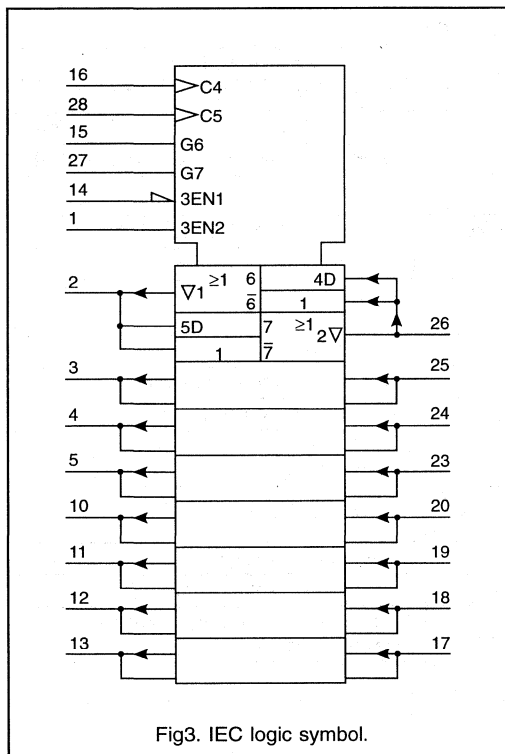 16 C4
28 C5
15 G6
27 G7
14 3EN1
1 3EN2
2 ▽1 ≥1 6 4D
6̅ 1
5D 7 ≥1 2▽ 26
1 7̅
3 25
4 24
5 23
10 20
11 19
12 18
13 17
Fig3. IEC logic symbol.